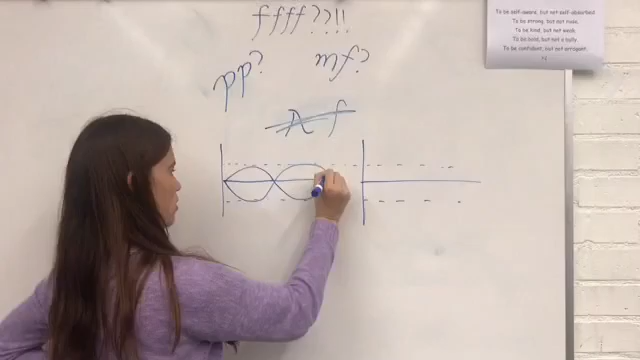 To be self-aware, but not self-absorbed
To be strong, but not rude.
To be kind, but not weak.
To be bold, but not a bully.
To be confident, but not arrogant.
ffff??!!
pp? mf?
λ f